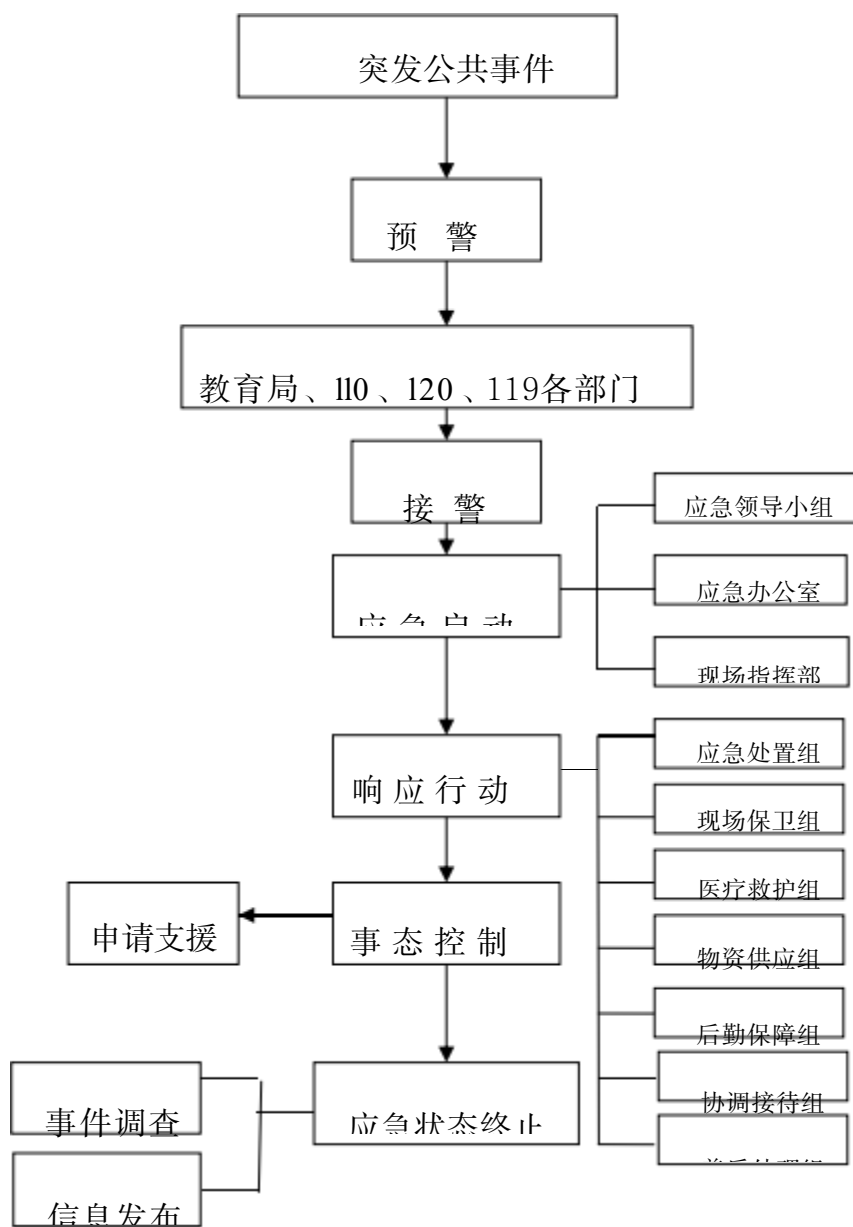 突发公共事件
预 警
教育局、110、120、119各部门
接 警
应急领导小组
应急办公室
应 急 启 动
现场指挥部
应急处置组
响 应 行 动
现场保卫组
医疗救护组
申请支援
事 态 控 制
物资供应组
后勤保障组
协调接待组
事件调查
应急状态终止
信息发布